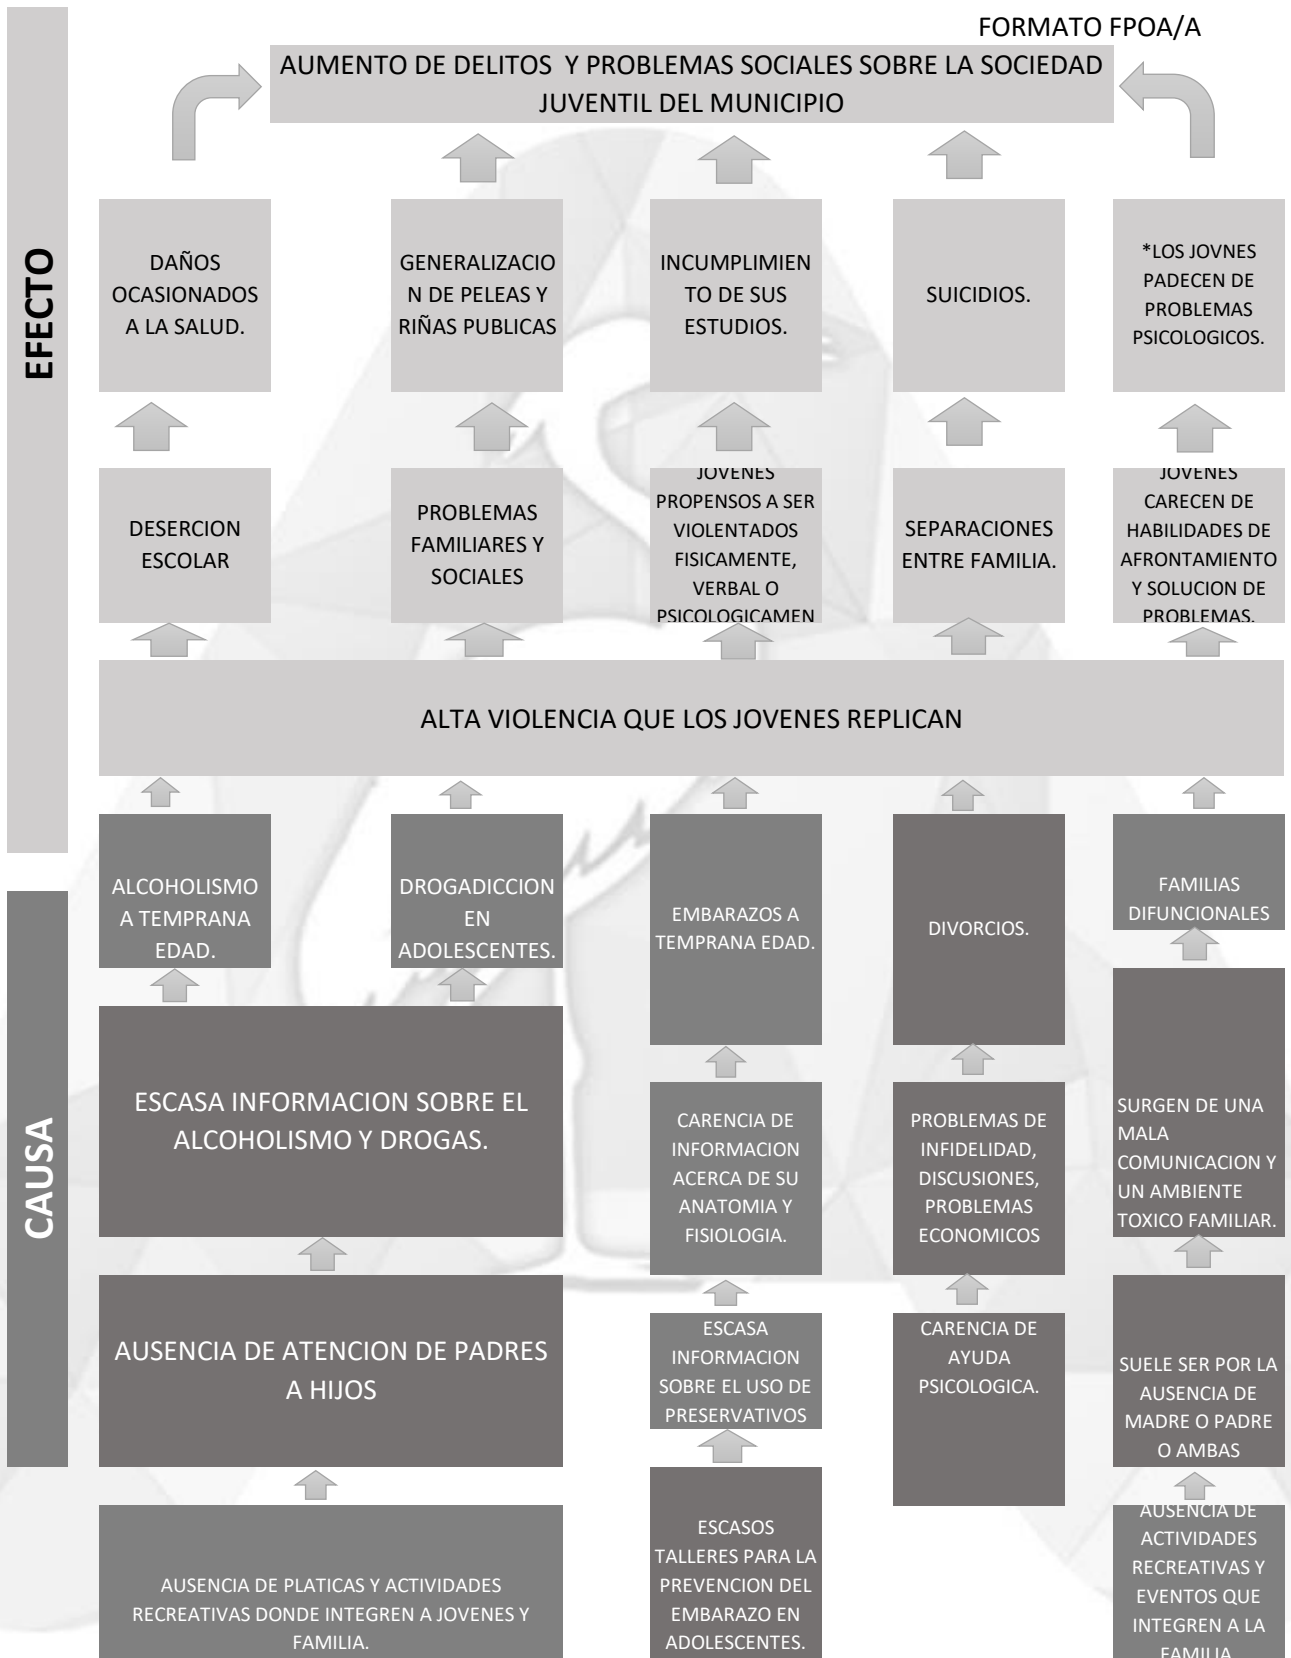 FORMATO FPOA/A
AUMENTO DE DELITOS Y PROBLEMAS SOCIALES SOBRE LA SOCIEDAD
JUVENTIL DEL MUNICIPIO
EFECTO
DAÑOS
OCASIONADOS
A LA SALUD.
GENERALIZACIO
N DE PELEAS Y
RIÑAS PUBLICAS
INCUMPLIMIEN
TO DE SUS
ESTUDIOS.
SUICIDIOS.
*LOS JOVNES
PADECEN DE
PROBLEMAS
PSICOLOGICOS.
DESERCION
ESCOLAR
PROBLEMAS
FAMILIARES Y
SOCIALES
JOVENES
PROPENSOS A SER
VIOLENTADOS
FISICAMENTE,
VERBAL O
PSICOLOGICAMEN
SEPARACIONES
ENTRE FAMILIA.
JOVENES
CARECEN DE
HABILIDADES DE
AFRONTAMIENTO
Y SOLUCION DE
PROBLEMAS.
ALTA VIOLENCIA QUE LOS JOVENES REPLICAN
CAUSA
ALCOHOLISMO
A TEMPRANA
EDAD.
DROGADICCION
EN
ADOLESCENTES.
EMBARAZOS A
TEMPRANA EDAD.
DIVORCIOS.
FAMILIAS
DIFUNCIONALES
ESCASA INFORMACION SOBRE EL
ALCOHOLISMO Y DROGAS.
CARENCIA DE
INFORMACION
ACERCA DE SU
ANATOMIA Y
FISIOLOGIA.
PROBLEMAS DE
INFIDELIDAD,
DISCUSIONES,
PROBLEMAS
ECONOMICOS
SURGEN DE UNA
MALA
COMUNICACION Y
UN AMBIENTE
TOXICO FAMILIAR.
AUSENCIA DE ATENCION DE PADRES
A HIJOS
ESCASA
INFORMACION
SOBRE EL USO DE
PRESERVATIVOS
CARENCIA DE
AYUDA
PSICOLOGICA.
SUELE SER POR LA
AUSENCIA DE
MADRE O PADRE
O AMBAS
AUSENCIA DE PLATICAS Y ACTIVIDADES
RECREATIVAS DONDE INTEGREN A JOVENES Y
FAMILIA.
ESCASOS
TALLERES PARA LA
PREVENCION DEL
EMBARAZO EN
ADOLESCENTES.
AUSENCIA DE
ACTIVIDADES
RECREATIVAS Y
EVENTOS QUE
INTEGREN A LA
FAMILIA